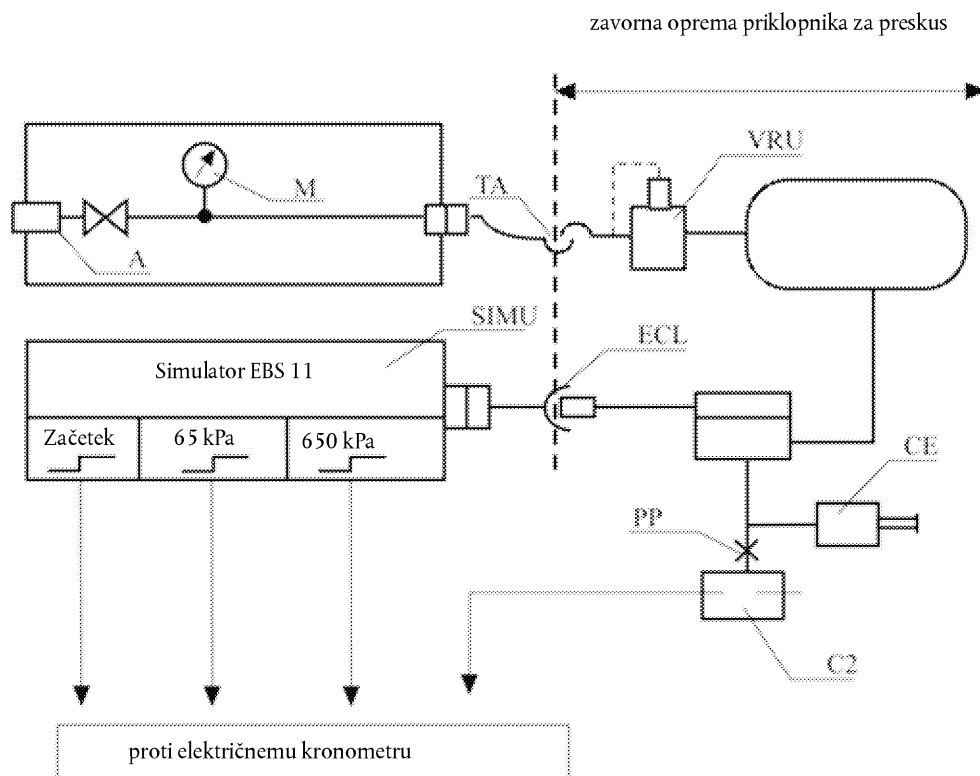 zavorna oprema priklopnika za preskus
VRU
M
TA
A
SIMU
ECL
Simulator EBS 11
Začetek
65 kPa
650 kPa
CE
PP
C2
proti električnemu kronometru